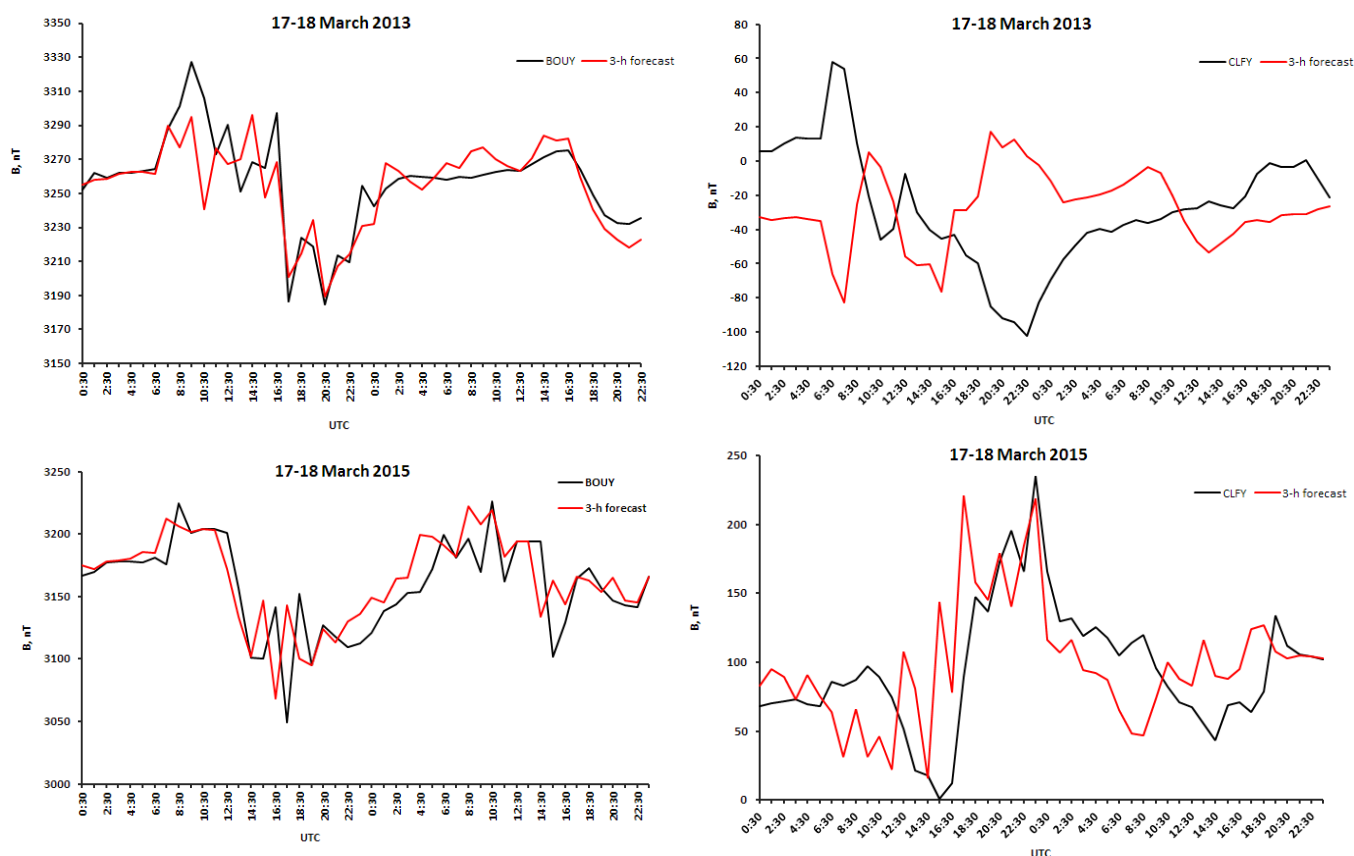 17-18 March 2013
BOUY 3-h forecast
B, nT
3350
3330
3310
3290
3270
3250
3230
3210
3190
3170
3150
0:30 2:30 4:30 6:30 8:30 10:30 12:30 14:30 16:30 18:30 20:30 22:30 0:30 2:30 4:30 6:30 8:30 10:30 12:30 14:30 16:30 18:30 20:30 22:30
UTC
17-18 March 2013
CLFY 3-h forecast
B, nT
80
60
40
20
0
-20
-40
-60
-80
-100
-120
0:30 2:30 4:30 6:30 8:30 10:30 12:30 14:30 16:30 18:30 20:30 22:30 0:30 2:30 4:30 6:30 8:30 10:30 12:30 14:30 16:30 18:30 20:30 22:30
UTC
17-18 March 2015
BOUY
3-h forecast
B, nT
3250
3200
3150
3100
3050
3000
0:30 2:30 4:30 6:30 8:30 10:30 12:30 14:30 16:30 18:30 20:30 22:30 0:30 2:30 4:30 6:30 8:30 10:30 12:30 14:30 16:30 18:30 20:30 22:30
UTC
17-18 March 2015
CLFY 3-h forecast
B, nT
250
200
150
100
50
0
0:30 2:30 4:30 6:30 8:30 10:30 12:30 14:30 16:30 18:30 20:30 22:30 0:30 2:30 4:30 6:30 8:30 10:30 12:30 14:30 16:30 18:30 20:30 22:30
UTC